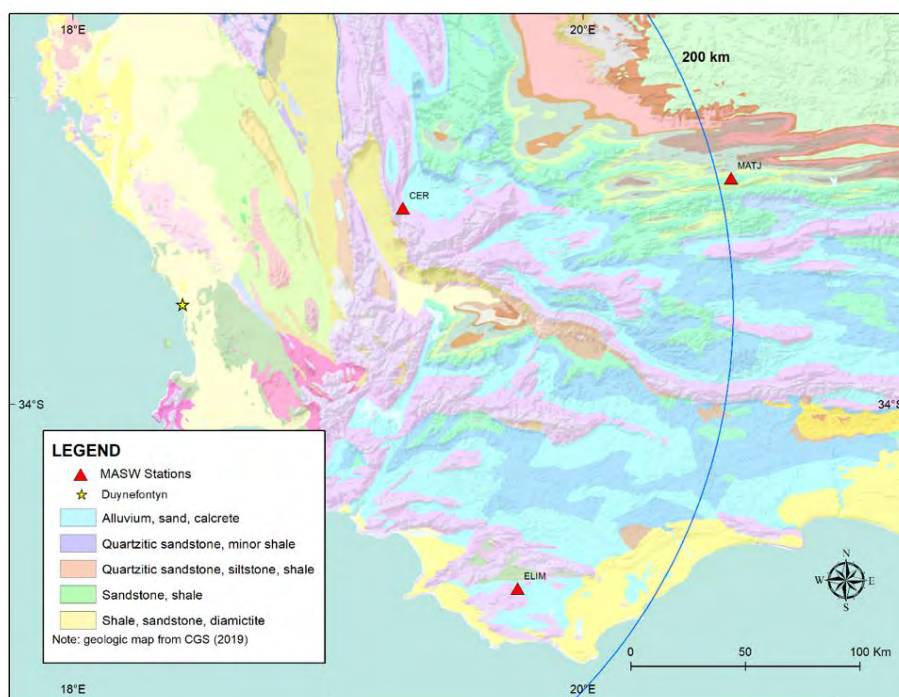 18°E
20°E
200 km
MATJ
CER
34°S
34°S
LEGEND
MASW Stations
Duynefontyn
Alluvium, sand, calcrete
Quartzitic sandstone, minor shale
Quartzitic sandstone, siltstone, shale
Sandstone, shale
Shale, sandstone, diamictite
Note: geologic map from CGS (2019)
ELIM
N
W
E
S
0
50
100 Km
18°E
20°E